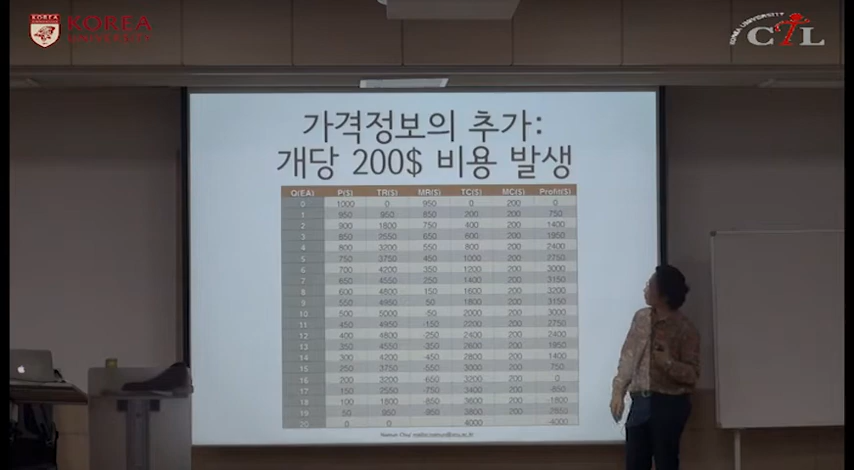 KOREA
UNIVERSITY
KOREA UNIVERSITY
CTL
가격정보의 추가:
개당 200$ 비용 발생
Q(EA) P($) TR($) MR($) TC($) MC($) Profit($)
0 1000 0 950 0 200 0
1 950 950 850 200 200 750
2 900 1800 750 400 200 1400
3 850 2550 650 600 200 1950
4 800 3200 550 800 200 2400
5 750 3750 450 1000 200 2750
6 700 4200 350 1200 200 3000
7 650 4550 250 1400 200 3150
8 600 4800 150 1600 200 3200
9 550 4950 50 1800 200 3150
10 500 5000 -50 2000 200 3000
11 450 4950 -150 2200 200 2750
12 400 4800 -250 2400 200 2400
13 350 4550 -350 2600 200 1950
14 300 4200 -450 2800 200 1400
15 250 3750 -550 3000 200 750
16 200 3200 -650 3200 200 0
17 150 2550 -750 3400 200 -850
18 100 1800 -850 3600 200 -1800
19 50 950 -950 3800 200 -2850
20 0 0 4000 -4000